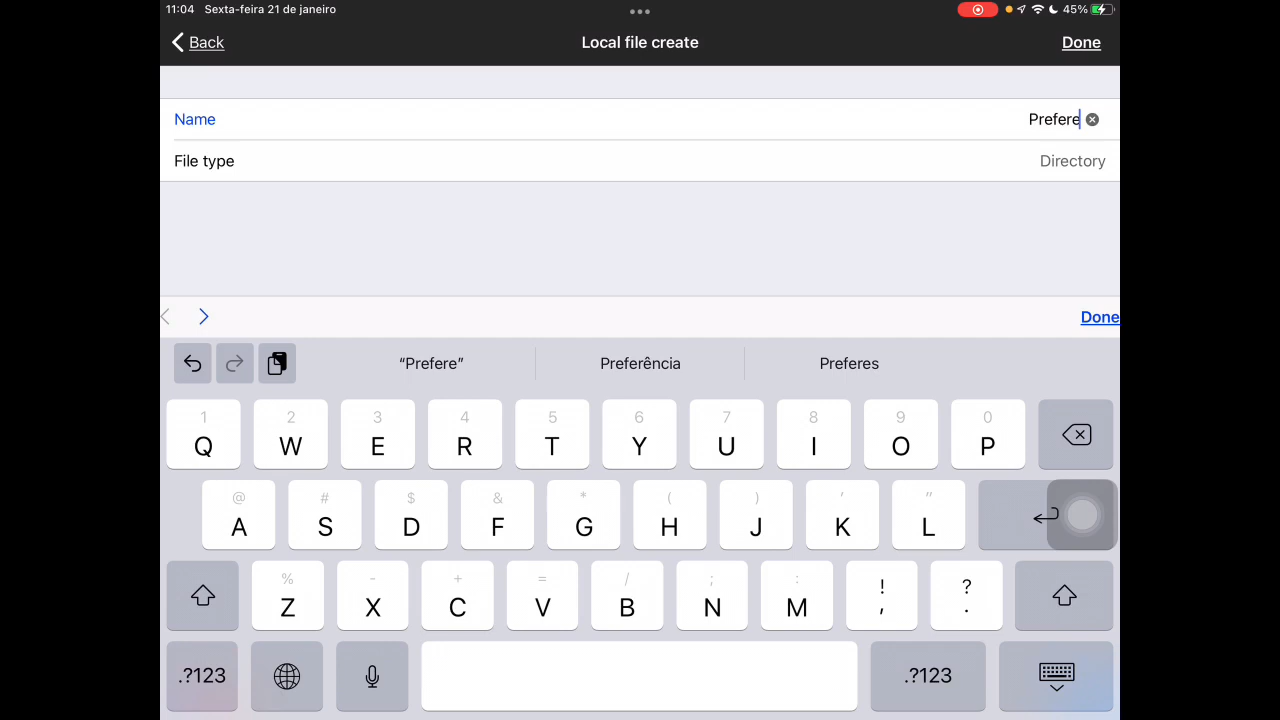 11:04 Sexta-feira 21 de janeiro 45%
Back Local file create Done
Name Prefere
File type Directory
Done
“Prefere” Preferência Preferes
1 2 3 4 5 6 7 8 9 0
Q W E R T Y U I O P
@ # $ & * ( ) ′ ″
A S D F G H J K L
% - + = / ; : ! ?
Z X C V B N M , .
.?123 .?123